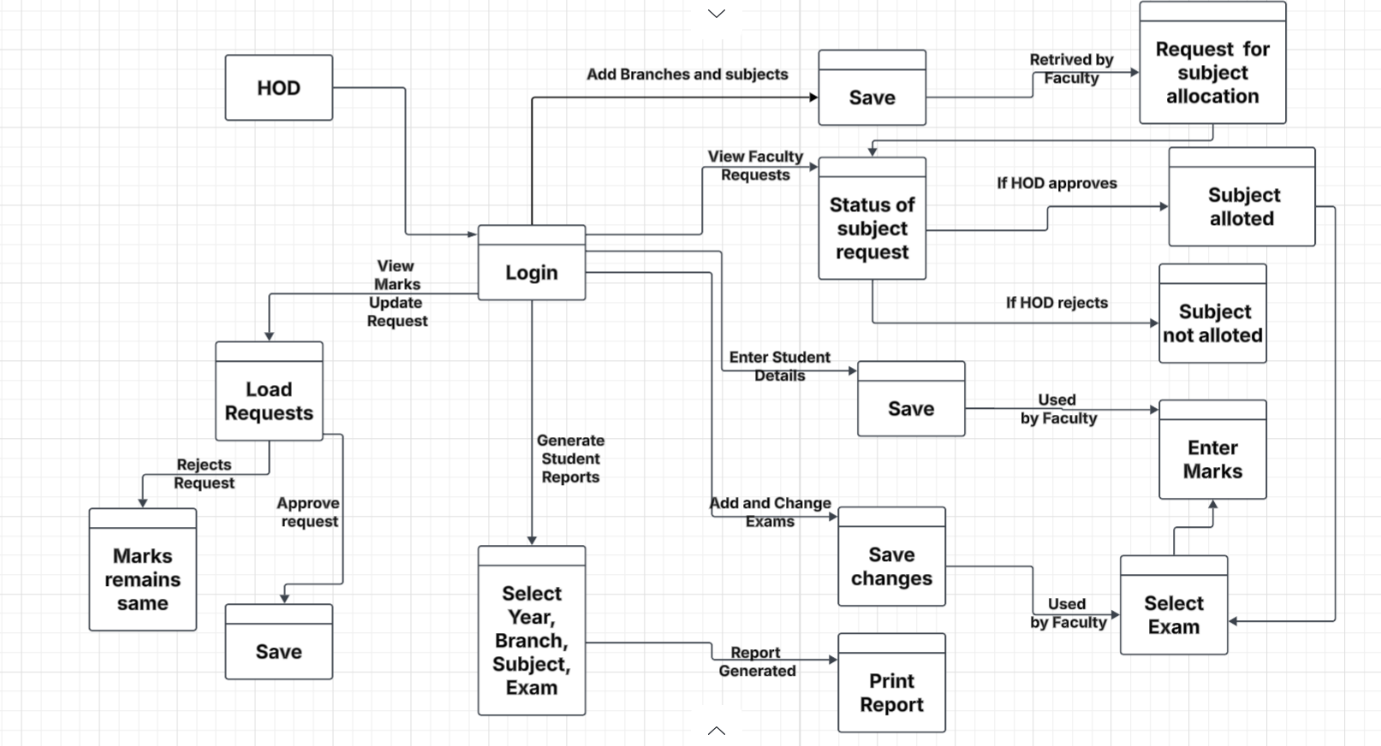 HOD
Add Branches and subjects
Save
Retrived by
Faculty
Request for
subject
allocation
View Faculty
Requests
Status of
subject
request
If HOD approves
Subject
alloted
If HOD rejects
Subject
not alloted
Login
View
Marks
Update
Request
Load
Requests
Rejects
Request
Approve
request
Marks
remains
same
Save
Generate
Student
Reports
Select
Year,
Branch,
Subject,
Exam
Report
Generated
Print
Report
Enter Student
Details
Save
Used
by Faculty
Enter
Marks
Add and Change
Exams
Save
changes
Used
by Faculty
Select
Exam